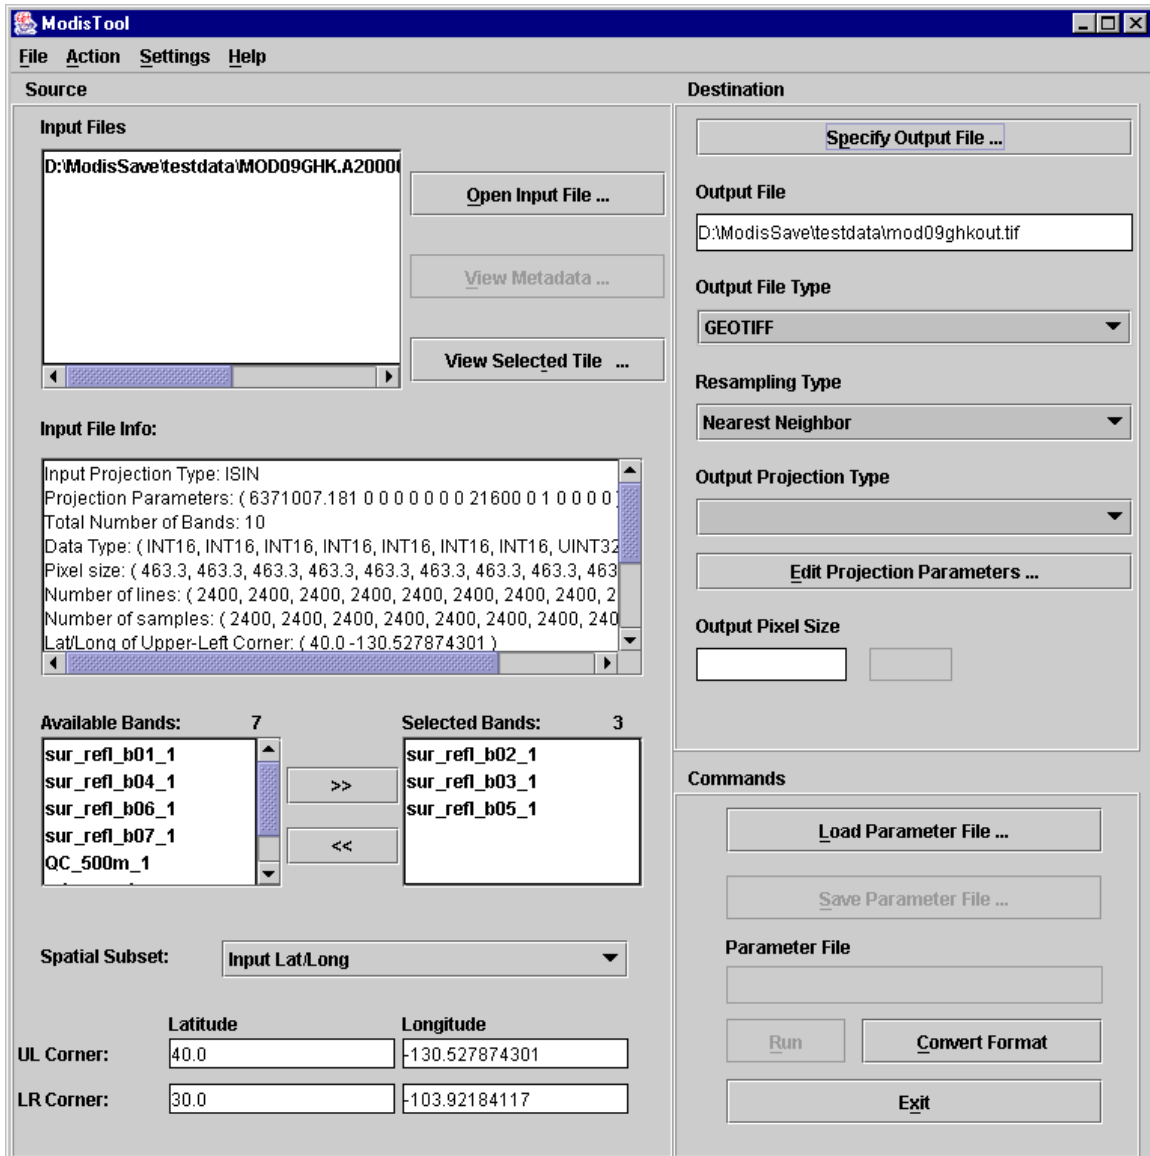 ModisTool
File Action Settings Help
Source
Input Files
D:\ModisSave\testdata\MOD09GHK.A2000
Open Input File ...
View Metadata ...
View Selected Tile ...
Input File Info:
Input Projection Type: ISIN
Projection Parameters: ( 6371007.181 0 0 0 0 0 0 0 21600 0 1 0 0 0 0 )
Total Number of Bands: 10
Data Type: ( INT16, INT16, INT16, INT16, INT16, INT16, INT16, UINT32
Pixel size: ( 463.3, 463.3, 463.3, 463.3, 463.3, 463.3, 463.3, 463.3, 463
Number of lines: ( 2400, 2400, 2400, 2400, 2400, 2400, 2400, 2400, 2
Number of samples: ( 2400, 2400, 2400, 2400, 2400, 2400, 2400, 240
Lat/Long of Upper-Left Corner: ( 40.0 -130.527874301 )
Available Bands: 7
sur_refl_b01_1
sur_refl_b04_1
sur_refl_b06_1
sur_refl_b07_1
QC_500m_1
>>
<<
Selected Bands: 3
sur_refl_b02_1
sur_refl_b03_1
sur_refl_b05_1
Spatial Subset: Input Lat/Long
Latitude Longitude
UL Corner: 40.0 -130.527874301
LR Corner: 30.0 -103.92184117
Destination
Specify Output File ...
Output File
D:\ModisSave\testdata\mod09ghkout.tif
Output File Type
GEOTIFF
Resampling Type
Nearest Neighbor
Output Projection Type
Edit Projection Parameters ...
Output Pixel Size
Commands
Load Parameter File ...
Save Parameter File ...
Parameter File
Run Convert Format
Exit